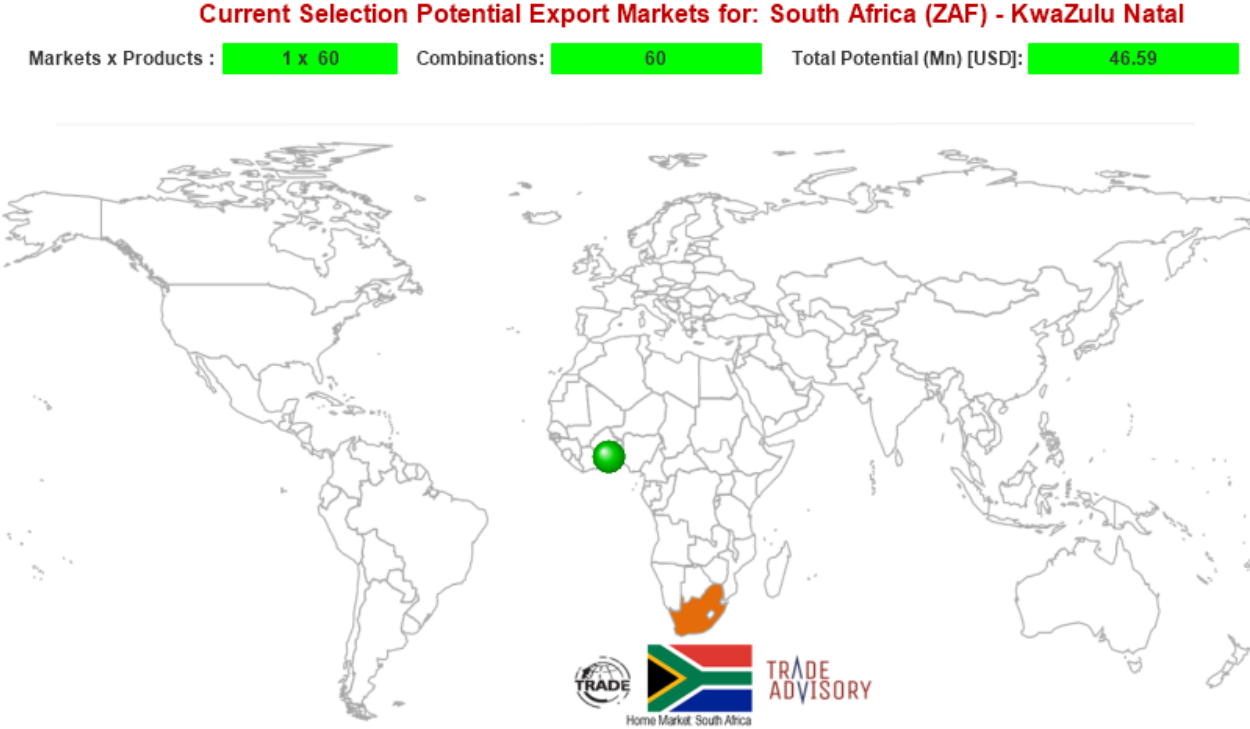 Current Selection Potential Export Markets for: South Africa (ZAF) - KwaZulu Natal
Markets x Products : 1 x 60 Combinations: 60 Total Potential (Mn) [USD]: 46.59
TRADE
TRADE
ADVISORY
Home Market: South Africa